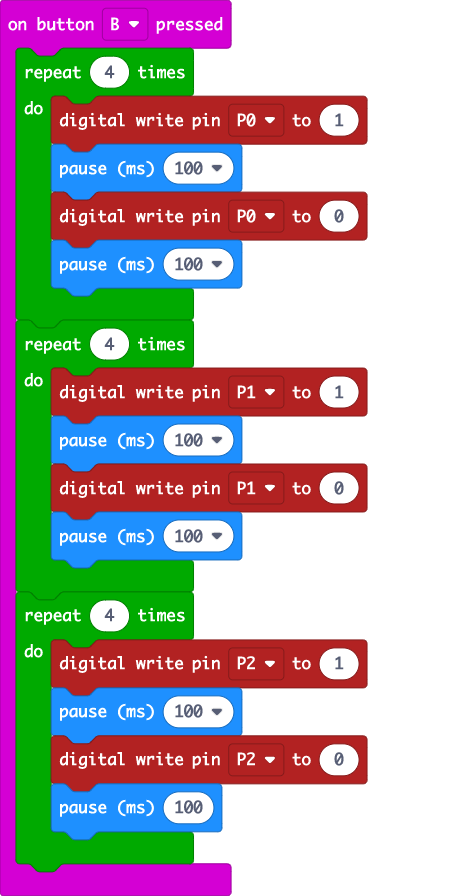 on button B pressed
repeat 4 times
do
digital write pin P0 to 1
pause (ms) 100
digital write pin P0 to 0
pause (ms) 100
repeat 4 times
do
digital write pin P1 to 1
pause (ms) 100
digital write pin P1 to 0
pause (ms) 100
repeat 4 times
do
digital write pin P2 to 1
pause (ms) 100
digital write pin P2 to 0
pause (ms) 100